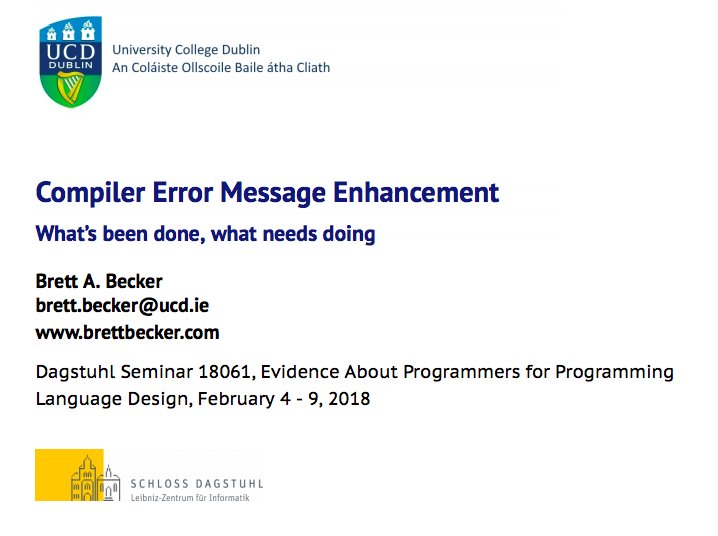 UCD
DUBLIN
University College Dublin
An Coláiste Ollscoile Baile átha Cliath
Compiler Error Message Enhancement
What's been done, what needs doing
Brett A. Becker
brett.becker@ucd.ie
www.brettbecker.com
Dagstuhl Seminar 18061, Evidence About Programmers for Programming
Language Design, February 4 - 9, 2018
SCHLOSS DAGSTUHL
Leibniz-Zentrum für Informatik